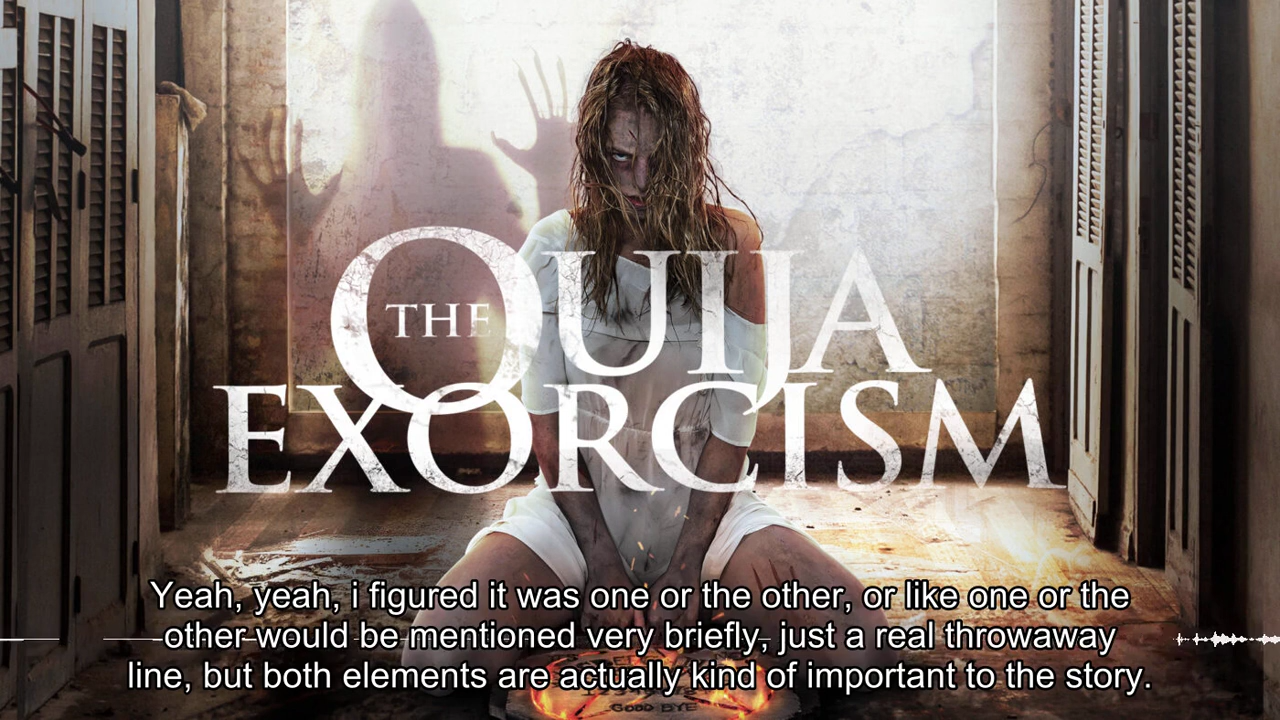 THE OUIJA
EXORCISM
Yeah, yeah, i figured it was one or the other, or like one or the
other would be mentioned very briefly, just a real throwaway
line, but both elements are actually kind of important to the story.
GOOD BYE